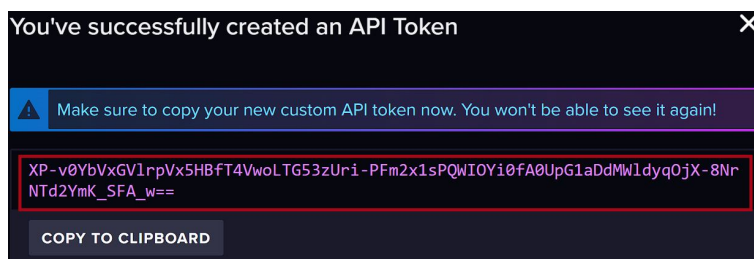 You've successfully created an API Token
Make sure to copy your new custom API token now. You won't be able to see it again!
XP-v0YbVxGVlrpVx5HBfT4VwoLTG53zUri-PFm2x1sPQWIOYi0fA0UpG1aDdMWldyqOjX-8Nr
NTd2YmK_SFA_w==
COPY TO CLIPBOARD